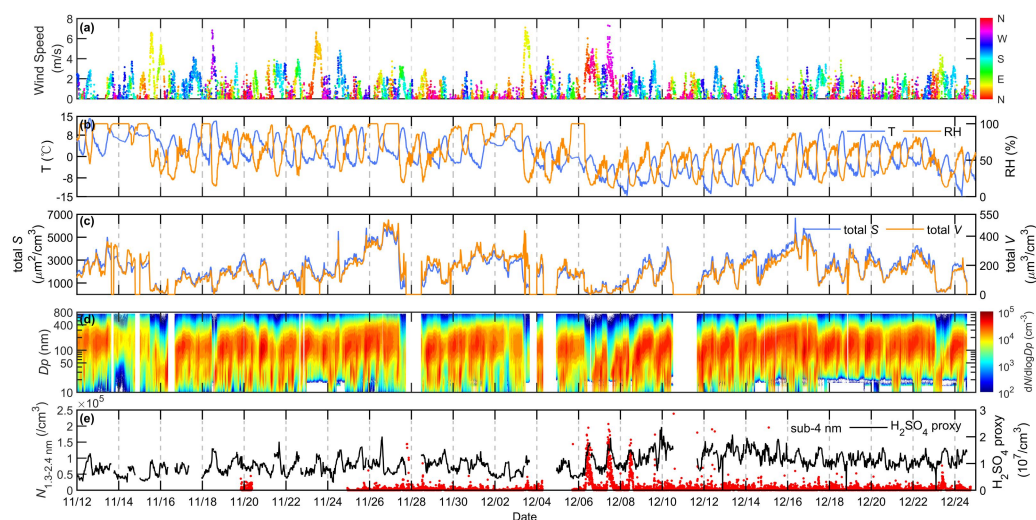 (a)
Wind Speed
(m/s)
8
6
4
2
0
N
W
S
E
N
(b)
T (℃)
15
8
0
-8
-15
T
RH
100
50
0
RH (%)
(c)
total S
(μm²/cm³)
7000
5000
3000
1000
total S
total V
550
400
200
0
total V
(μm³/cm³)
(d)
Dp (nm)
800
400
100
50
10
10⁵
10⁴
10³
10²
dN/dlogDp (cm⁻³)
×10⁵
(e)
N1.3-2.4 nm (/cm3)
2.5
2
1.5
1
0.5
0
sub-4 nm
H₂SO₄ proxy
3
2
1
0
H₂SO₄ proxy
(10⁷/cm³)
11/12 11/14 11/16 11/18 11/20 11/22 11/24 11/26 11/28 11/30 12/02 12/04 12/06 12/08 12/10 12/12 12/14 12/16 12/18 12/20 12/22 12/24
Date